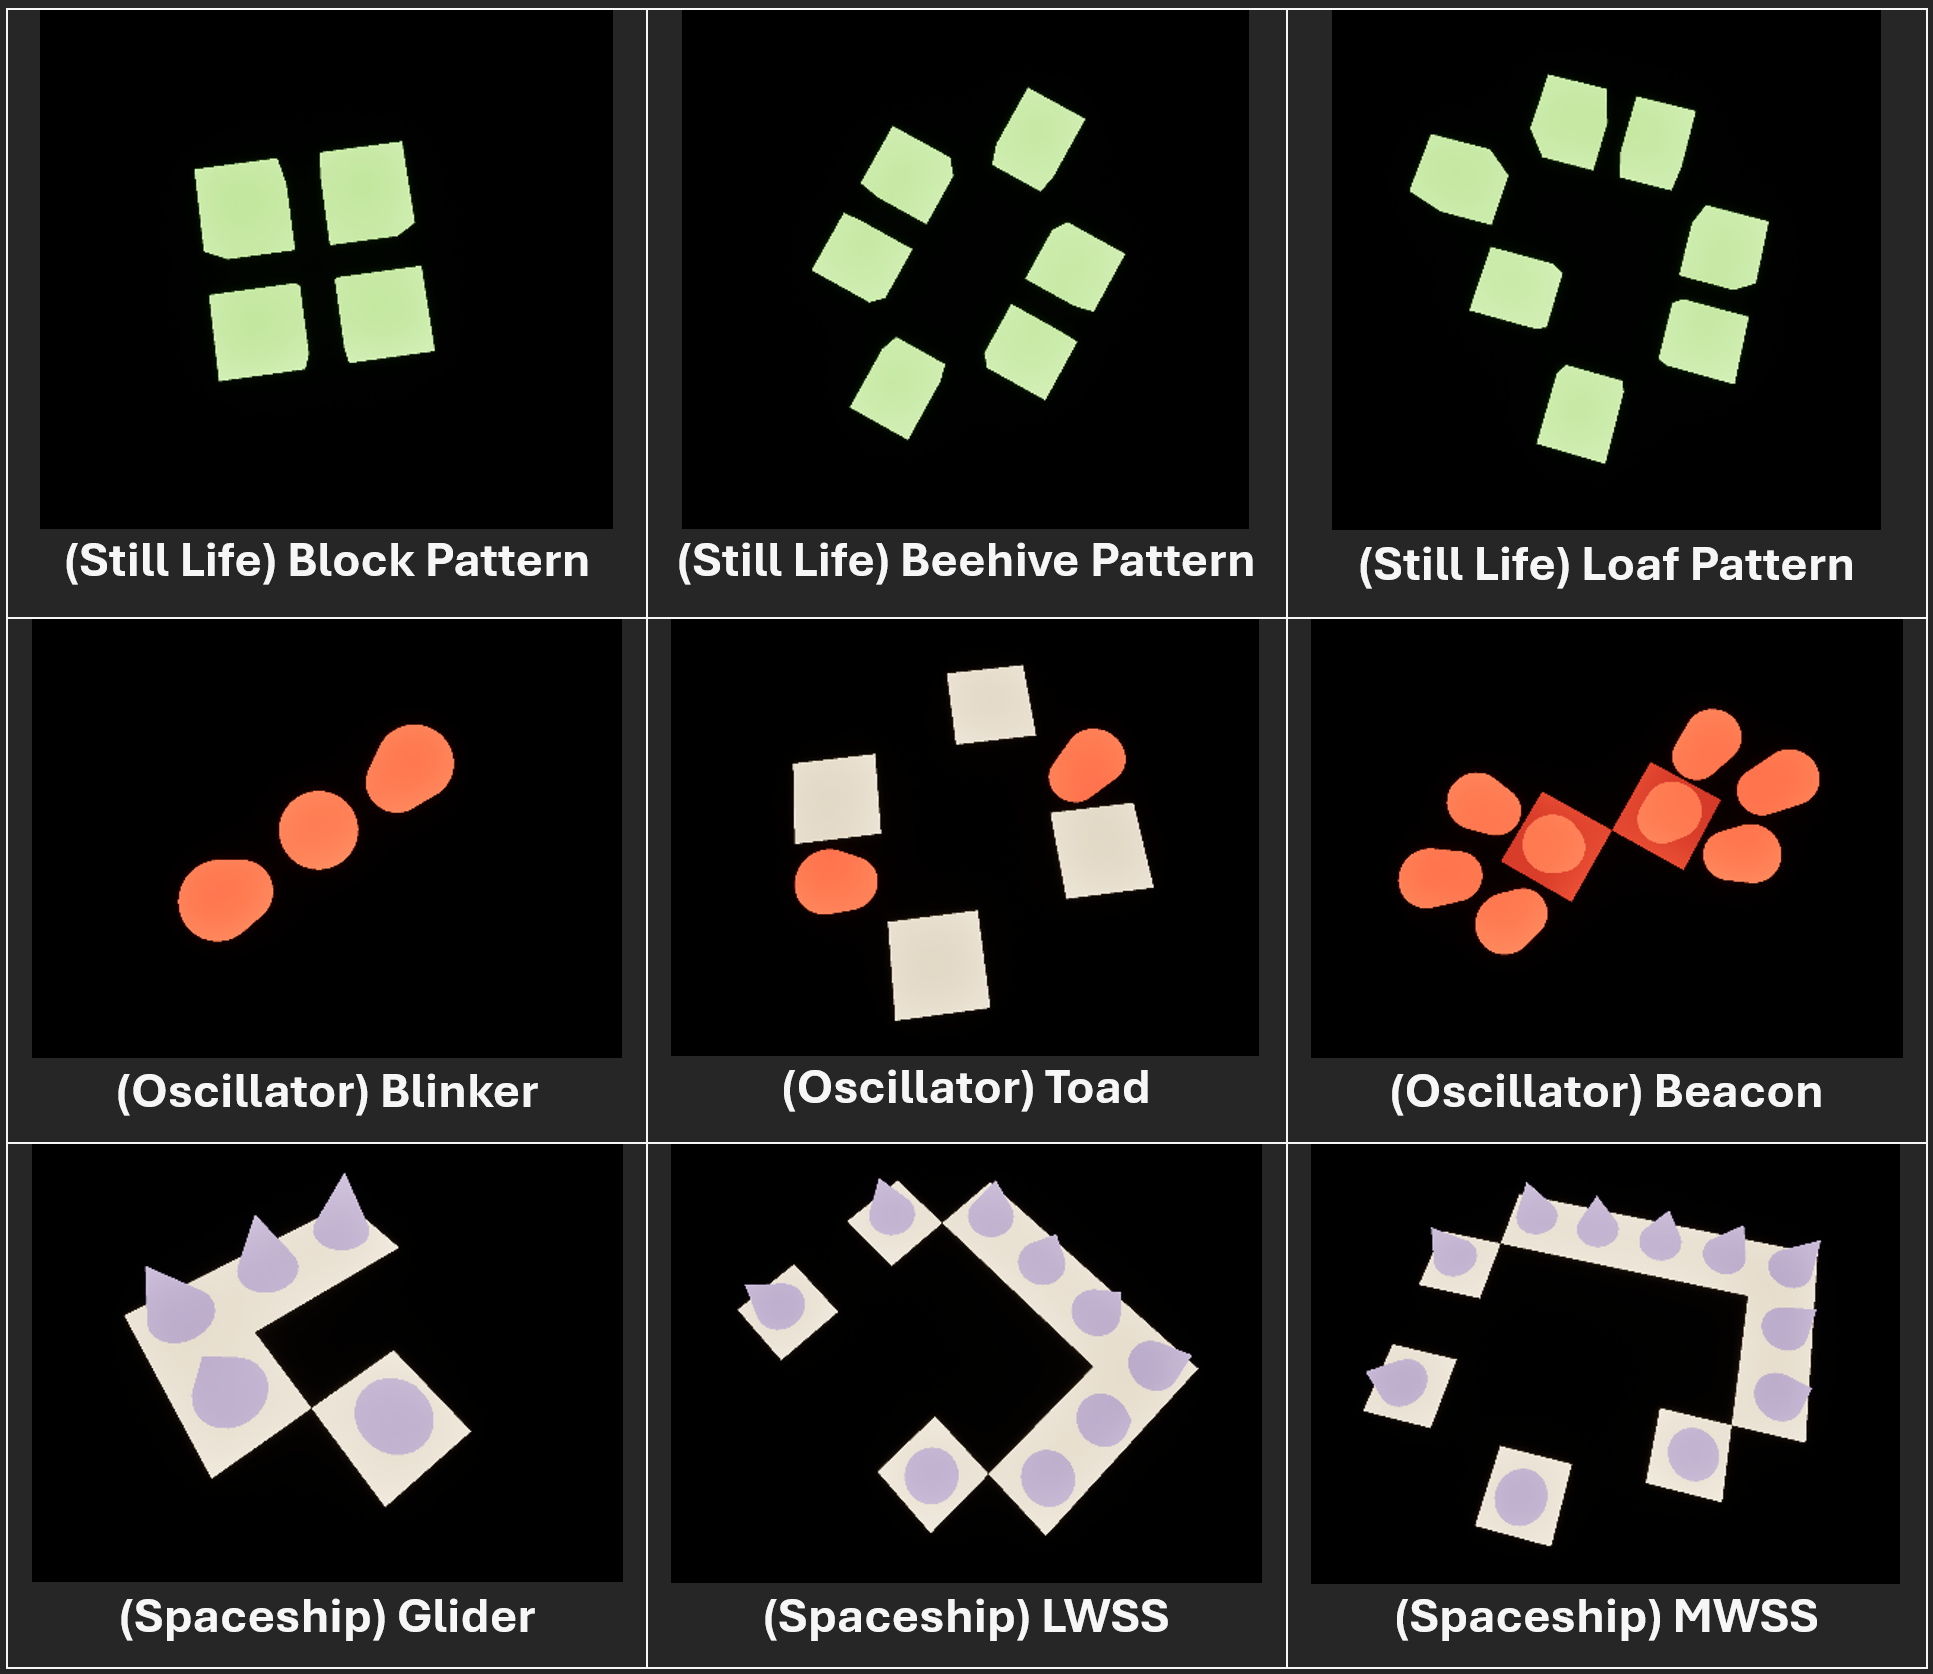 (Still Life) Block Pattern
(Still Life) Beehive Pattern
(Still Life) Loaf Pattern
(Oscillator) Blinker
(Oscillator) Toad
(Oscillator) Beacon
(Spaceship) Glider
(Spaceship) LWSS
(Spaceship) MWSS